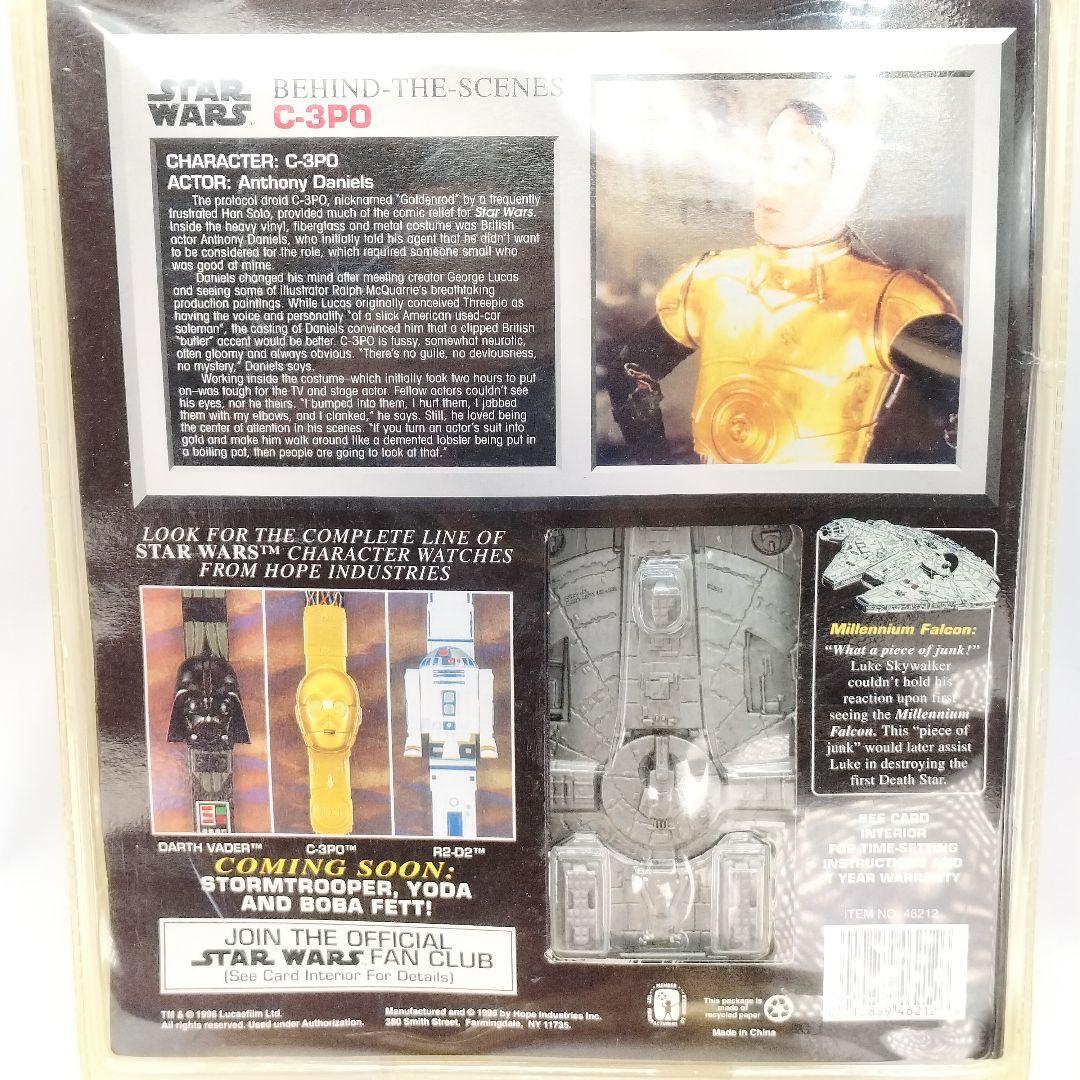 STAR
WARS
BEHIND-THE-SCENES
C-3PO
CHARACTER: C-3PO
ACTOR: Anthony Daniels
The protocol droid C-3PO, nicknamed "Goldenrod" by a frequently
frustrated Han Solo, provided much of the comic relief for Star Wars.
Inside the heavy vinyl, fiberglass and metal costume was British
actor Anthony Daniels, who initially told his agent that he didn't want
to be considered for the role, which required someone small who
was good at mime.
Daniels changed his mind after meeting creator George Lucas
and seeing some of illustrator Ralph McQuarrie's breathtaking
production paintings. While Lucas originally conceived Threepio as
having the voice and personality "of a slick American used-car
saleman", the casting of Daniels convinced him that a clipped British
"butler" accent would be better. C-3PO is fussy, somewhat neurotic,
often gloomy and always obvious. "There's no guile, no deviousness,
no mystery," Daniels says.
Working inside the costume–which initially took two hours to put
on–was tough for the TV and stage actor. Fellow actors couldn't see
his eyes, nor he theirs. "I bumped into them, I hurt them, I jabbed
them with my elbows, and I clanked," he says. Still, he loved being
the center of attention in his scenes. "If you turn an actor's suit into
gold and make him walk around like a demented lobster being put in
a boiling pot, then people are going to look at that."
LOOK FOR THE COMPLETE LINE OF
STAR WARS™ CHARACTER WATCHES
FROM HOPE INDUSTRIES
DARTH VADER™
C-3PO™
R2-D2™
COMING SOON:
STORMTROOPER, YODA
AND BOBA FETT!
JOIN THE OFFICIAL
STAR WARS FAN CLUB
(See Card Interior For Details)
TM & © 1996 Lucasfilm Ltd.
All rights reserved. Used under Authorization.
Manufactured and © 1996 by Hope Industries Inc.
380 Smith Street, Farmingdale, NY 11735.
Millennium Falcon:
"What a piece of junk!"
Luke Skywalker
couldn't hold his
reaction upon first
seeing the Millennium
Falcon. This "piece of
junk" would later assist
Luke in destroying the
first Death Star.
SEE CARD
INTERIOR
FOR TIME-SETTING
INSTRUCTIONS AND
1 YEAR WARRANTY
ITEM NO. 46212
MEMBER
This package is
made of
recycled paper
Made in China